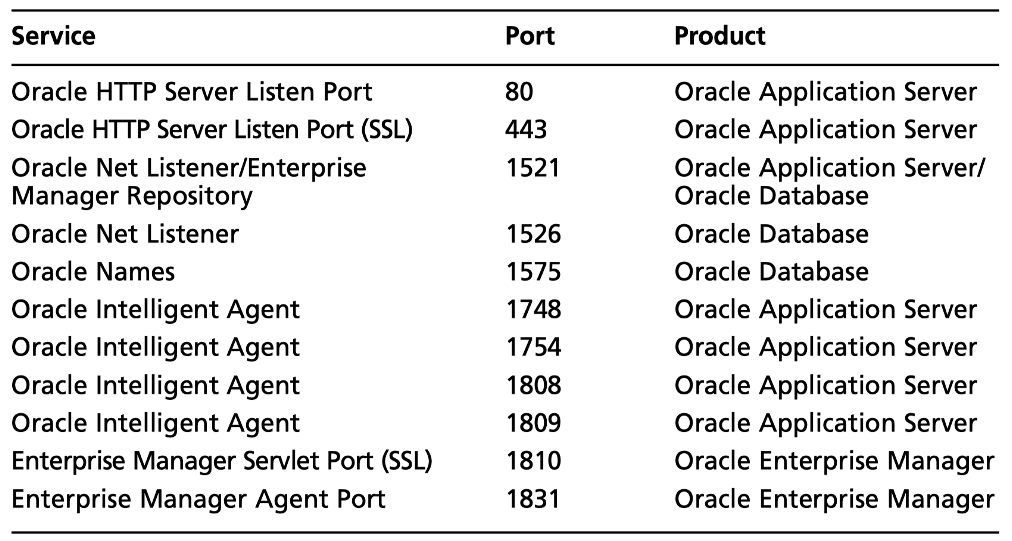 Service Port Product
Oracle HTTP Server Listen Port 80 Oracle Application Server
Oracle HTTP Server Listen Port (SSL) 443 Oracle Application Server
Oracle Net Listener/Enterprise 1521 Oracle Application Server/
Manager Repository Oracle Database
Oracle Net Listener 1526 Oracle Database
Oracle Names 1575 Oracle Database
Oracle Intelligent Agent 1748 Oracle Application Server
Oracle Intelligent Agent 1754 Oracle Application Server
Oracle Intelligent Agent 1808 Oracle Application Server
Oracle Intelligent Agent 1809 Oracle Application Server
Enterprise Manager Servlet Port (SSL) 1810 Oracle Enterprise Manager
Enterprise Manager Agent Port 1831 Oracle Enterprise Manager